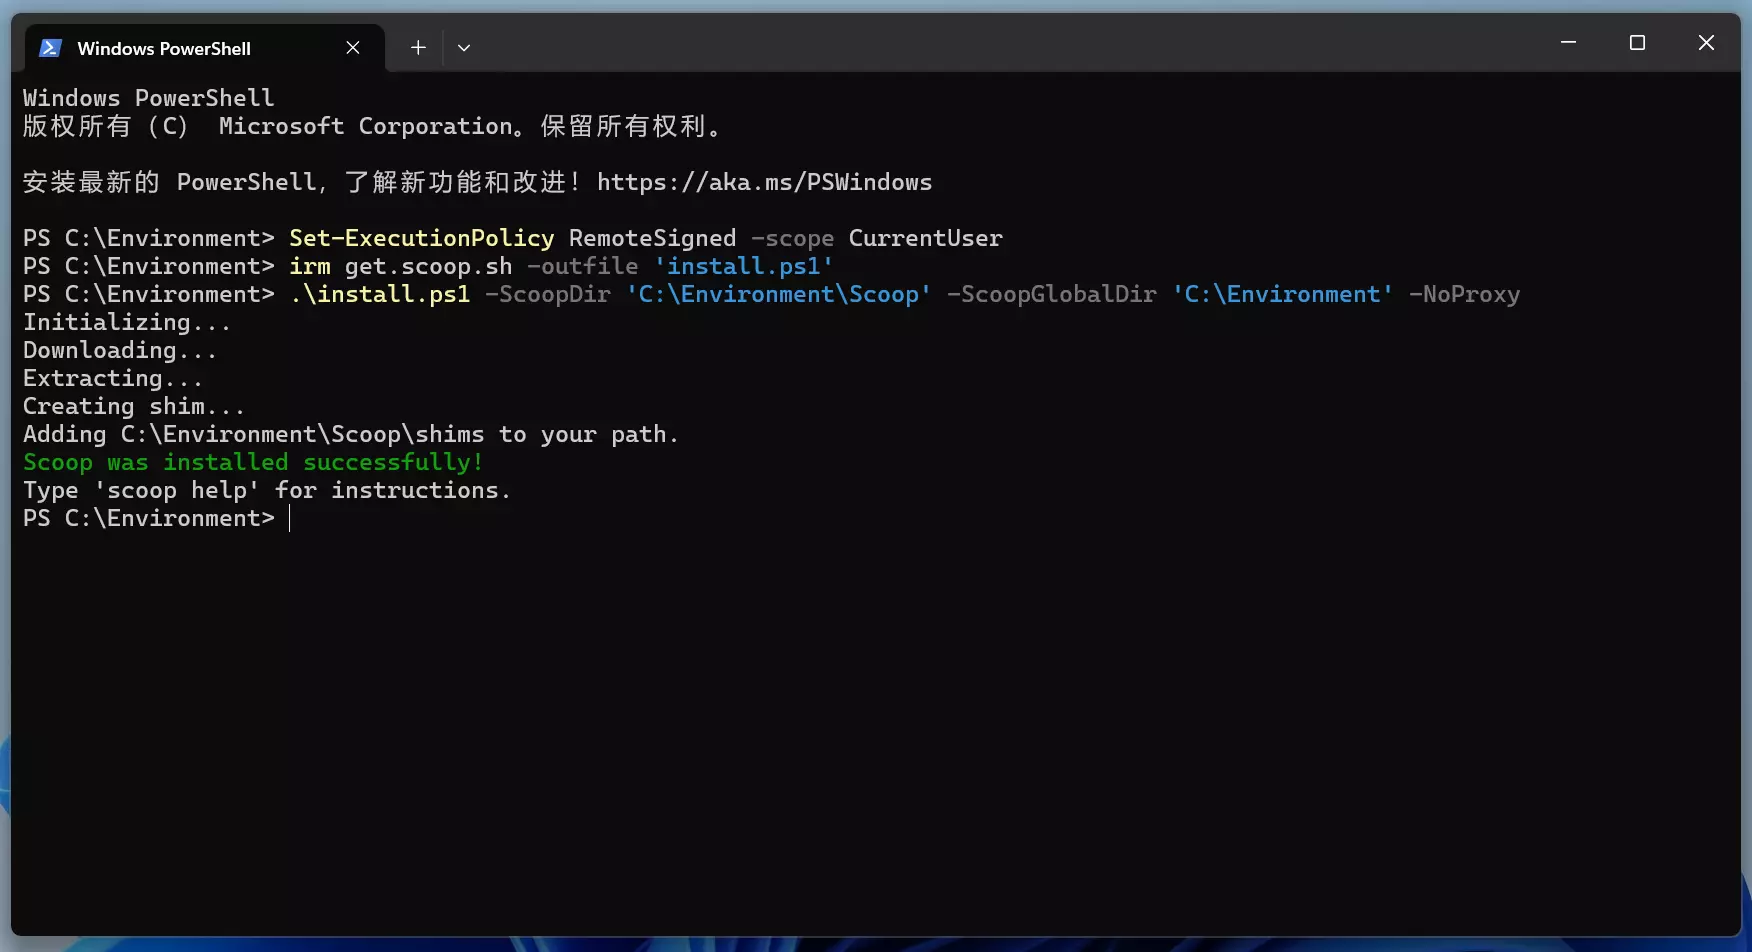 Windows PowerShell
Windows PowerShell
版权所有（C） Microsoft Corporation。保留所有权利。
安装最新的 PowerShell，了解新功能和改进！https://aka.ms/PSWindows
PS C:\Environment> Set-ExecutionPolicy RemoteSigned -scope CurrentUser
PS C:\Environment> irm get.scoop.sh -outfile 'install.ps1'
PS C:\Environment> .\install.ps1 -ScoopDir 'C:\Environment\Scoop' -ScoopGlobalDir 'C:\Environment' -NoProxy
Initializing...
Downloading...
Extracting...
Creating shim...
Adding C:\Environment\Scoop\shims to your path.
Scoop was installed successfully!
Type 'scoop help' for instructions.
PS C:\Environment>